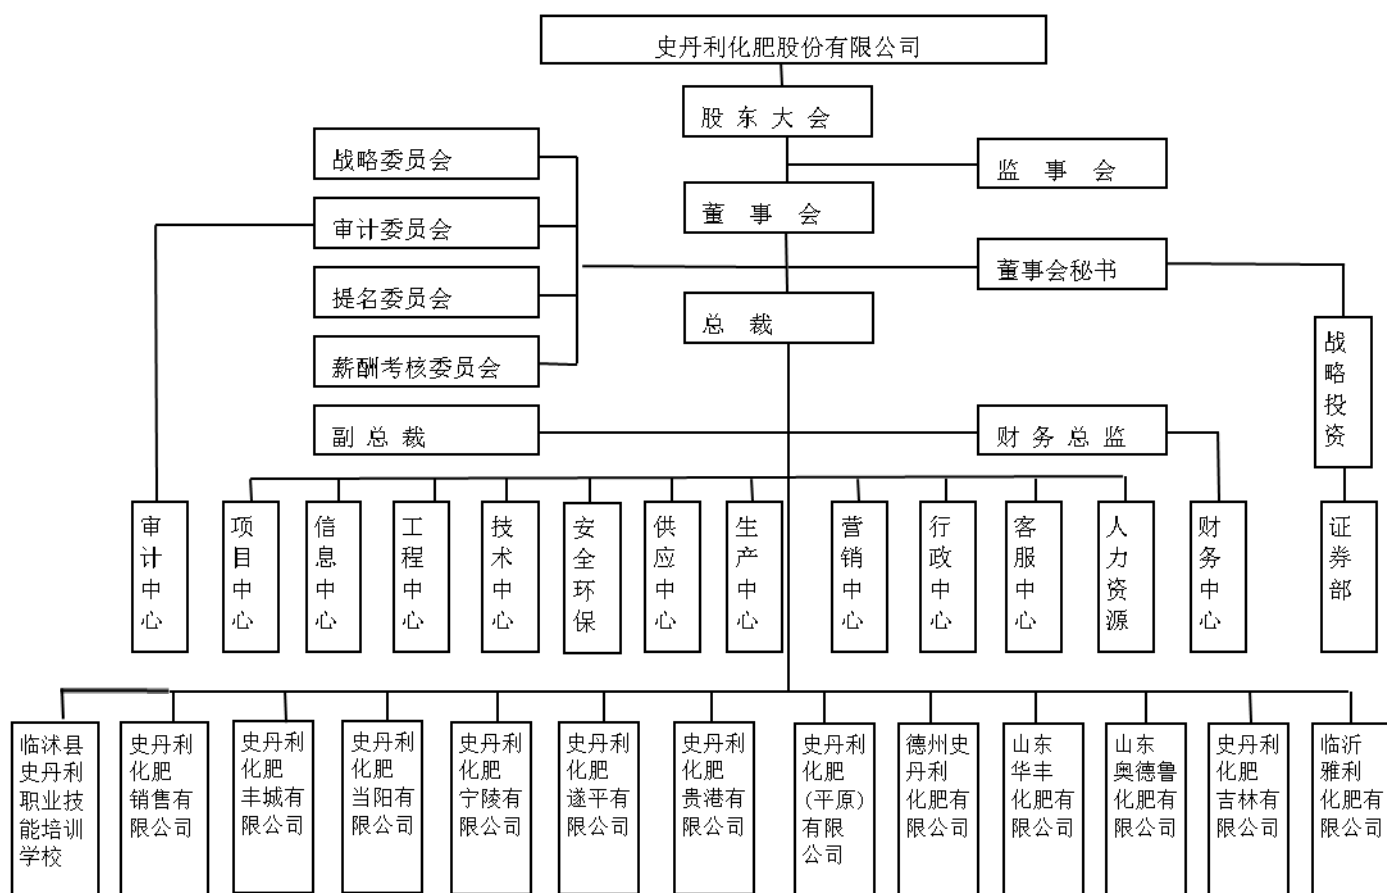 史丹利化肥股份有限公司
股东大会
战略委员会
监事会
董事会
审计委员会
董事会秘书
提名委员会
总裁
战略投资
薪酬考核委员会
副总裁
财务总监
审计中心
项目中心
信息中心
工程中心
技术中心
安全环保
供应中心
生产中心
营销中心
行政中心
客服中心
人力资源
财务中心
证券部
临沭县
史丹利
职业技
能培训
学校
史丹利
化肥
销售有
限公司
史丹利
化肥
丰城有
限公司
史丹利
化肥
当阳有
限公司
史丹利
化肥
宁陵有
限公司
史丹利
化肥
遂平有
限公司
史丹利
化肥
贵港有
限公司
史丹利
化肥
(平原)
有限
公司
德州史
丹利
化肥有
限公司
山东
华丰
化肥有
限公司
山东
奥德鲁
化肥有
限公司
史丹利
化肥
吉林有
限公司
临沂
雅利
化肥有
限公司